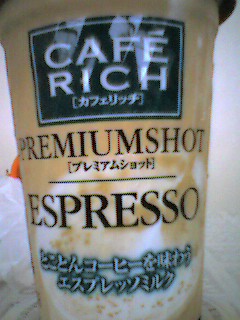 CAFÉ
RICH
[カフェリッチ]
PREMIUMSHOT
[プレミアムショット]
ESPRESSO
とことんコーヒーを味わう
エスプレッソミルク